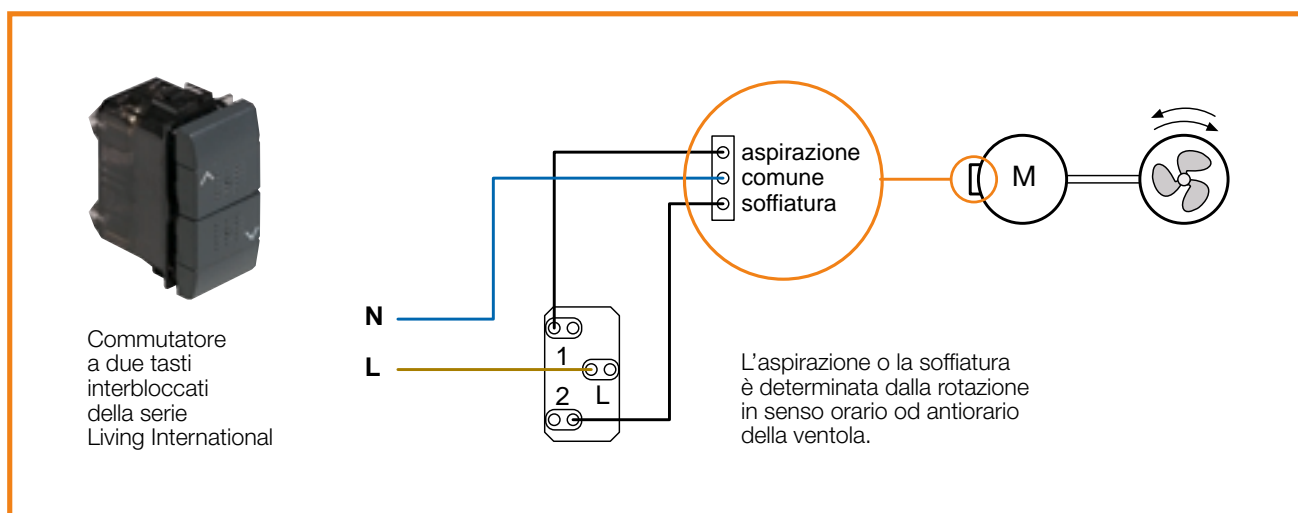 aspirazione
comune
soffiatura
M
N
L
1
L
2
Commutatore
a due tasti
interbloccati
della serie
Living International
L'aspirazione o la soffiatura
è determinata dalla rotazione
in senso orario od antiorario
della ventola.